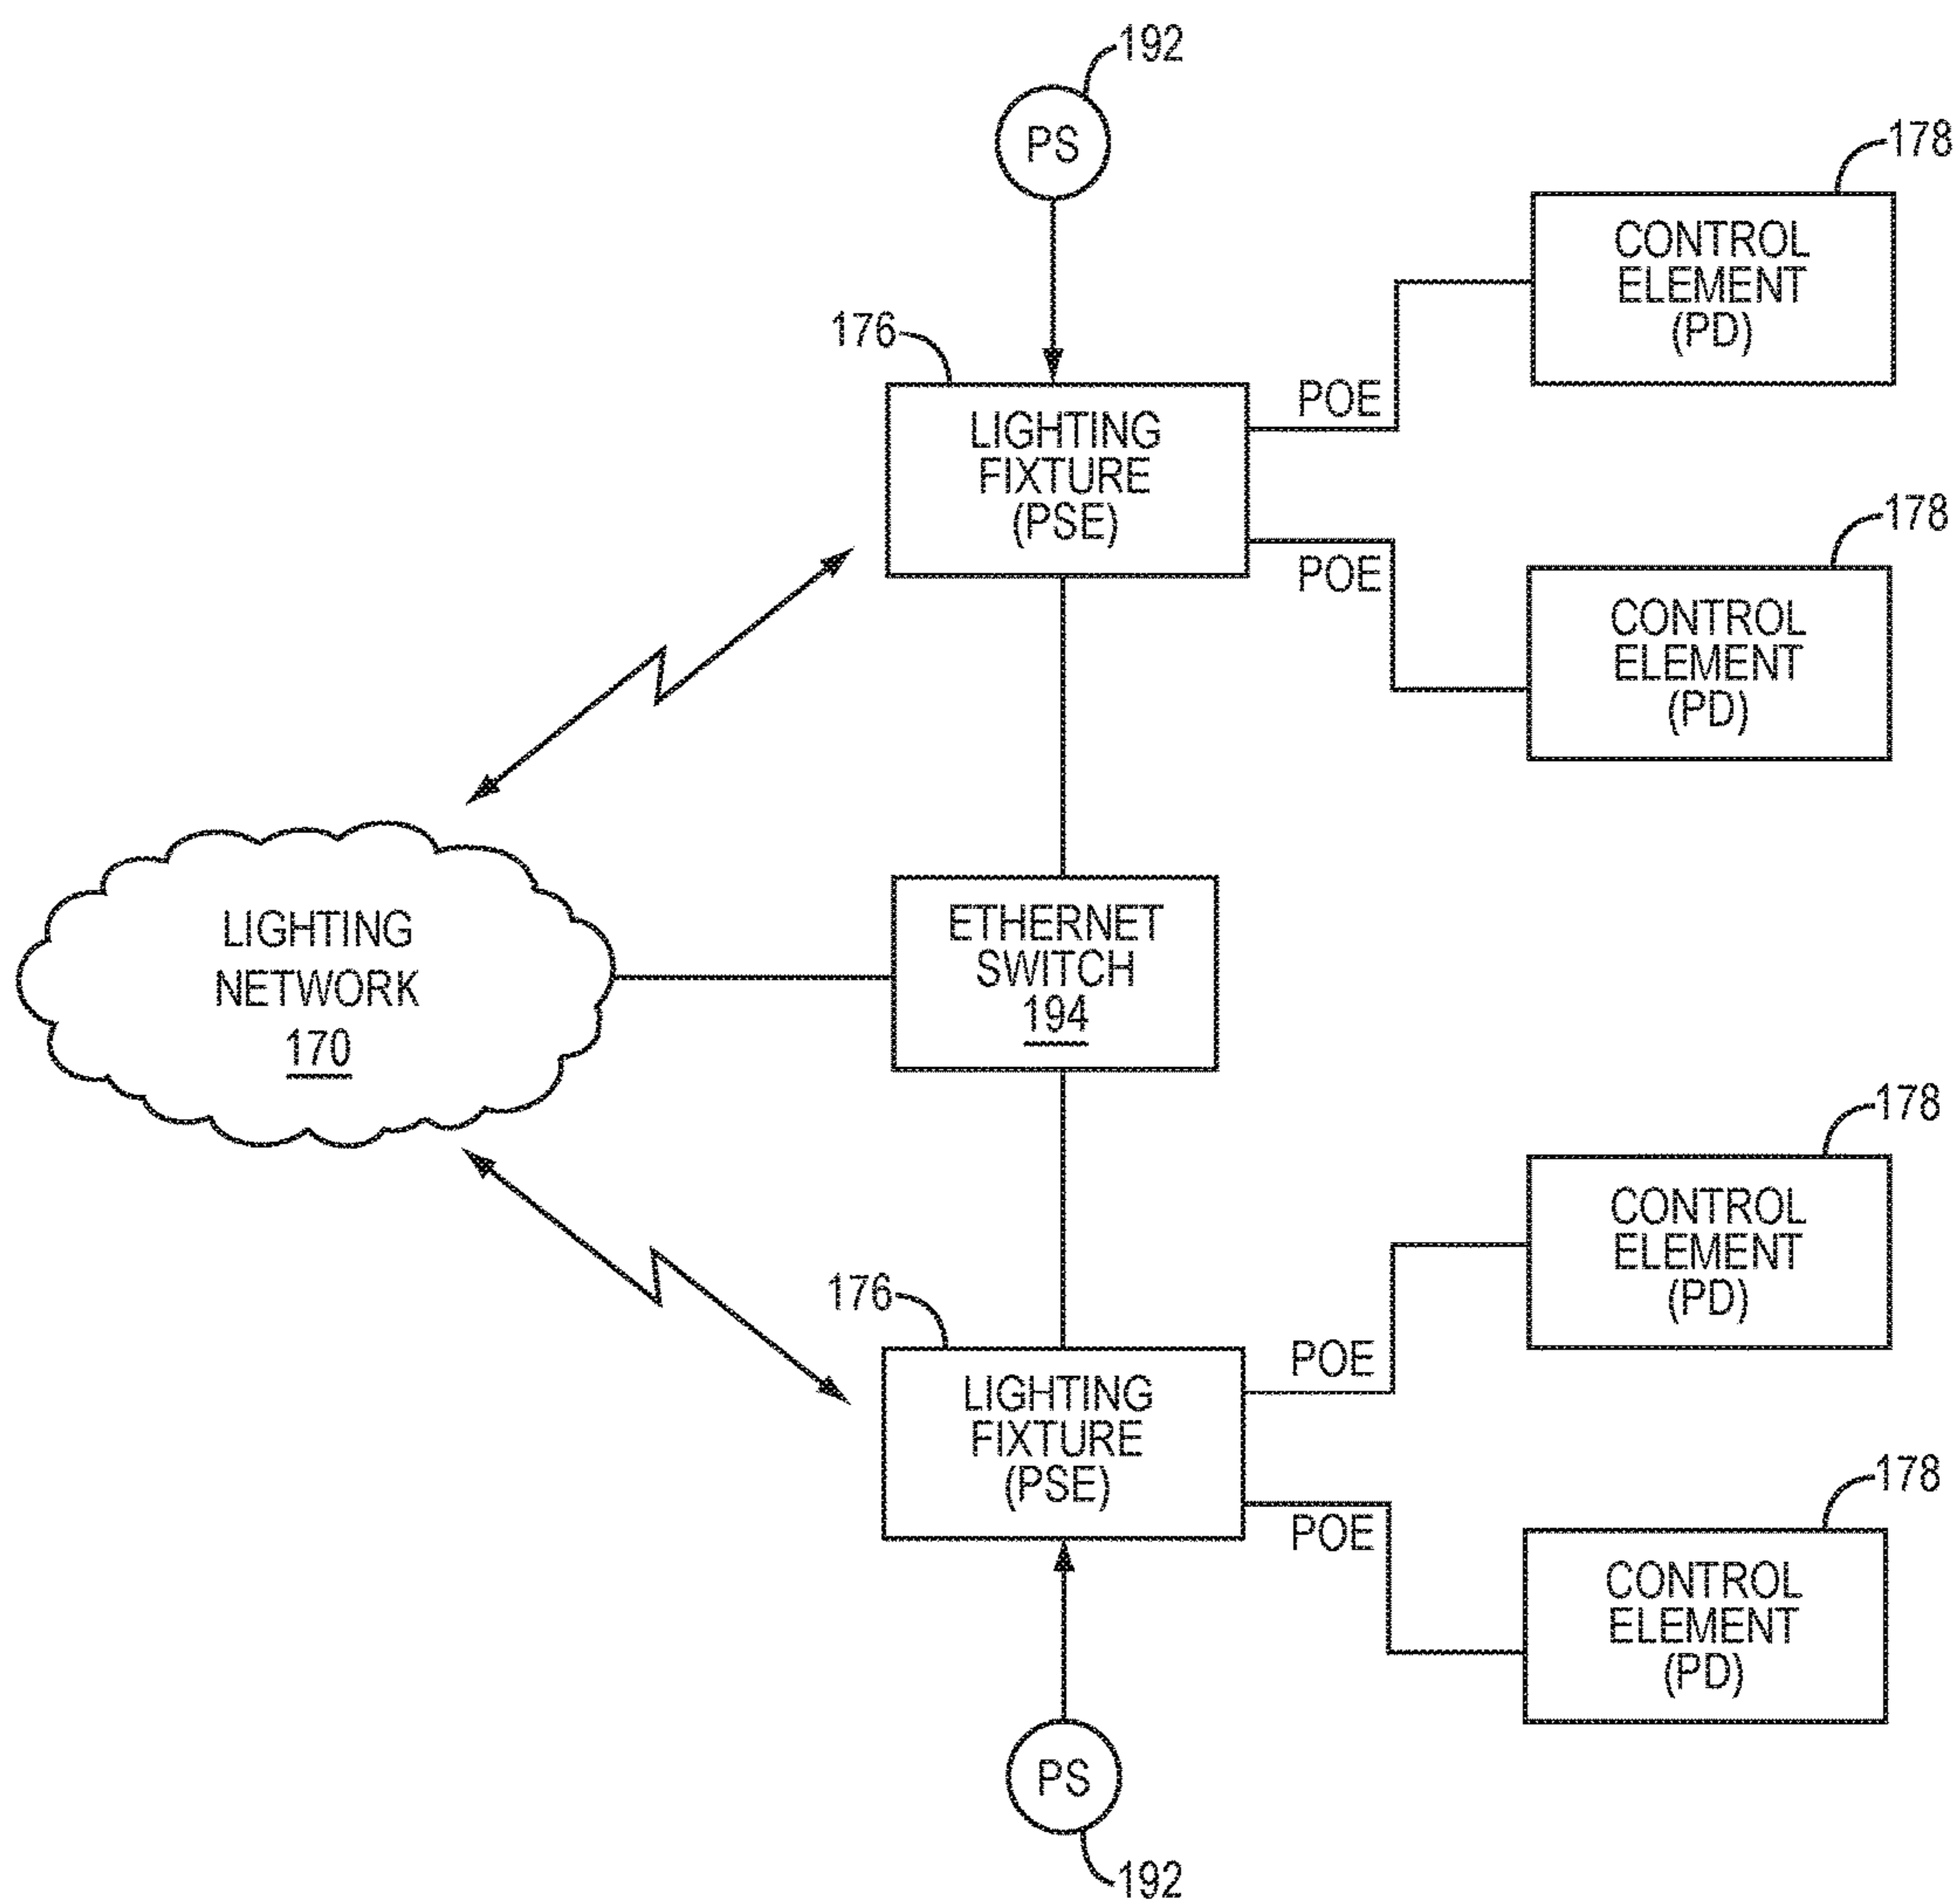 192
PS
178
CONTROL
ELEMENT
(PD)
176
POE
LIGHTING
FIXTURE
(PSE)
178
POE
CONTROL
ELEMENT
(PD)
LIGHTING
NETWORK
170
ETHERNET
SWITCH
194
178
CONTROL
ELEMENT
(PD)
176
POE
LIGHTING
FIXTURE
(PSE)
178
POE
CONTROL
ELEMENT
(PD)
PS
192